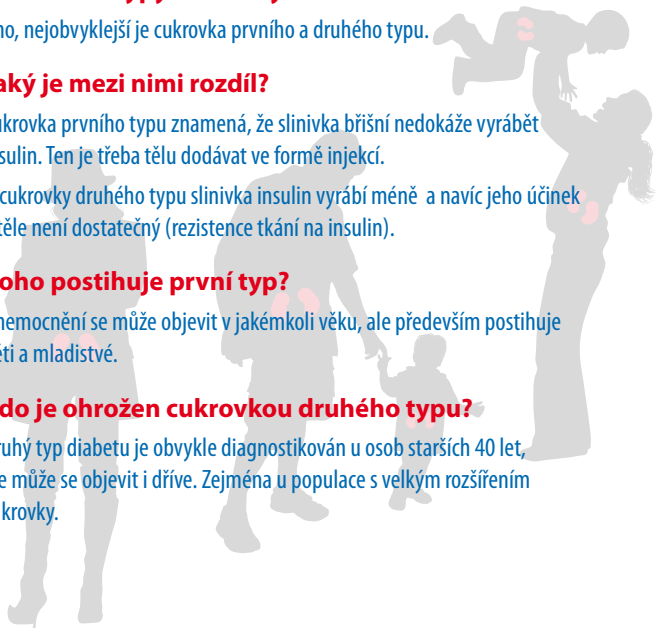 ho, nejobvyklejší je cukrovka prvního a druhého typu.
aký je mezi nimi rozdíl?
ukrovka prvního typu znamená, že slinivka břišní nedokáže vyrábět
sulin. Ten je třeba tělu dodávat ve formě injekcí.
cukrovky druhého typu slinivka insulin vyrábí méně a navíc jeho účinek
těle není dostatečný (rezistence tkání na insulin).
oho postihuje první typ?
nemocnění se může objevit v jakémkoli věku, ale především postihuje
ěti a mladistvé.
do je ohrožen cukrovkou druhého typu?
ruhý typ diabetu je obvykle diagnostikován u osob starších 40 let,
e může se objevit i dříve. Zejména u populace s velkým rozšířením
krovky.